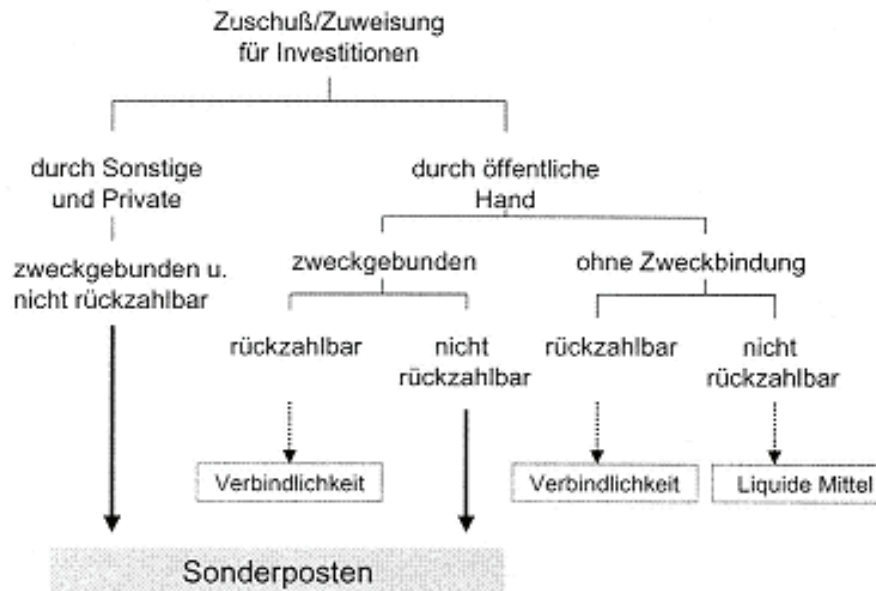 Zuschuß/Zuweisung
für Investitionen
durch Sonstige
und Private
durch öffentliche
Hand
zweckgebunden u.
nicht rückzahlbar
zweckgebunden
ohne Zweckbindung
rückzahlbar
nicht
rückzahlbar
rückzahlbar
nicht
rückzahlbar
Verbindlichkeit
Verbindlichkeit
Liquide Mittel
Sonderposten